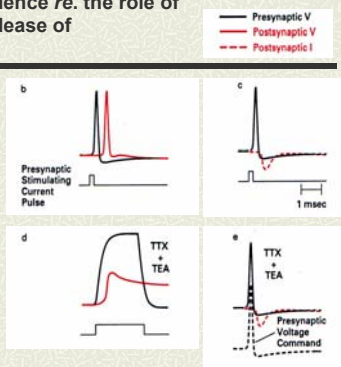 ence re. the role of
lease of
Presynaptic V
Postsynaptic V
Postsynaptic I
b
c
Presynaptic
Stimulating
Current
Pulse
1 msec
d
TTX
+
TEA
e
TTX
+
TEA
Presynaptic
Voltage
Command